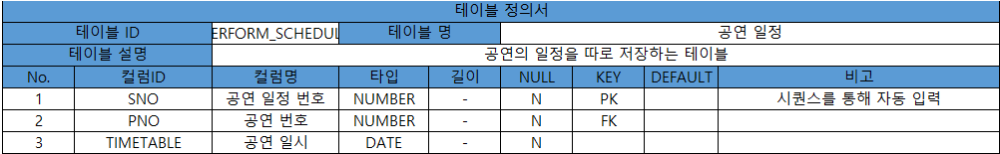 테이블 정의서
테이블 ID ERFORM_SCHEDUL 테이블 명 공연 일정
테이블 설명 공연의 일정을 따로 저장하는 테이블
No. 컬럼ID 컬럼명 타입 길이 NULL KEY DEFAULT 비고
1 SNO 공연 일정 번호 NUMBER - N PK 시퀀스를 통해 자동 입력
2 PNO 공연 번호 NUMBER - N FK
3 TIMETABLE 공연 일시 DATE - N